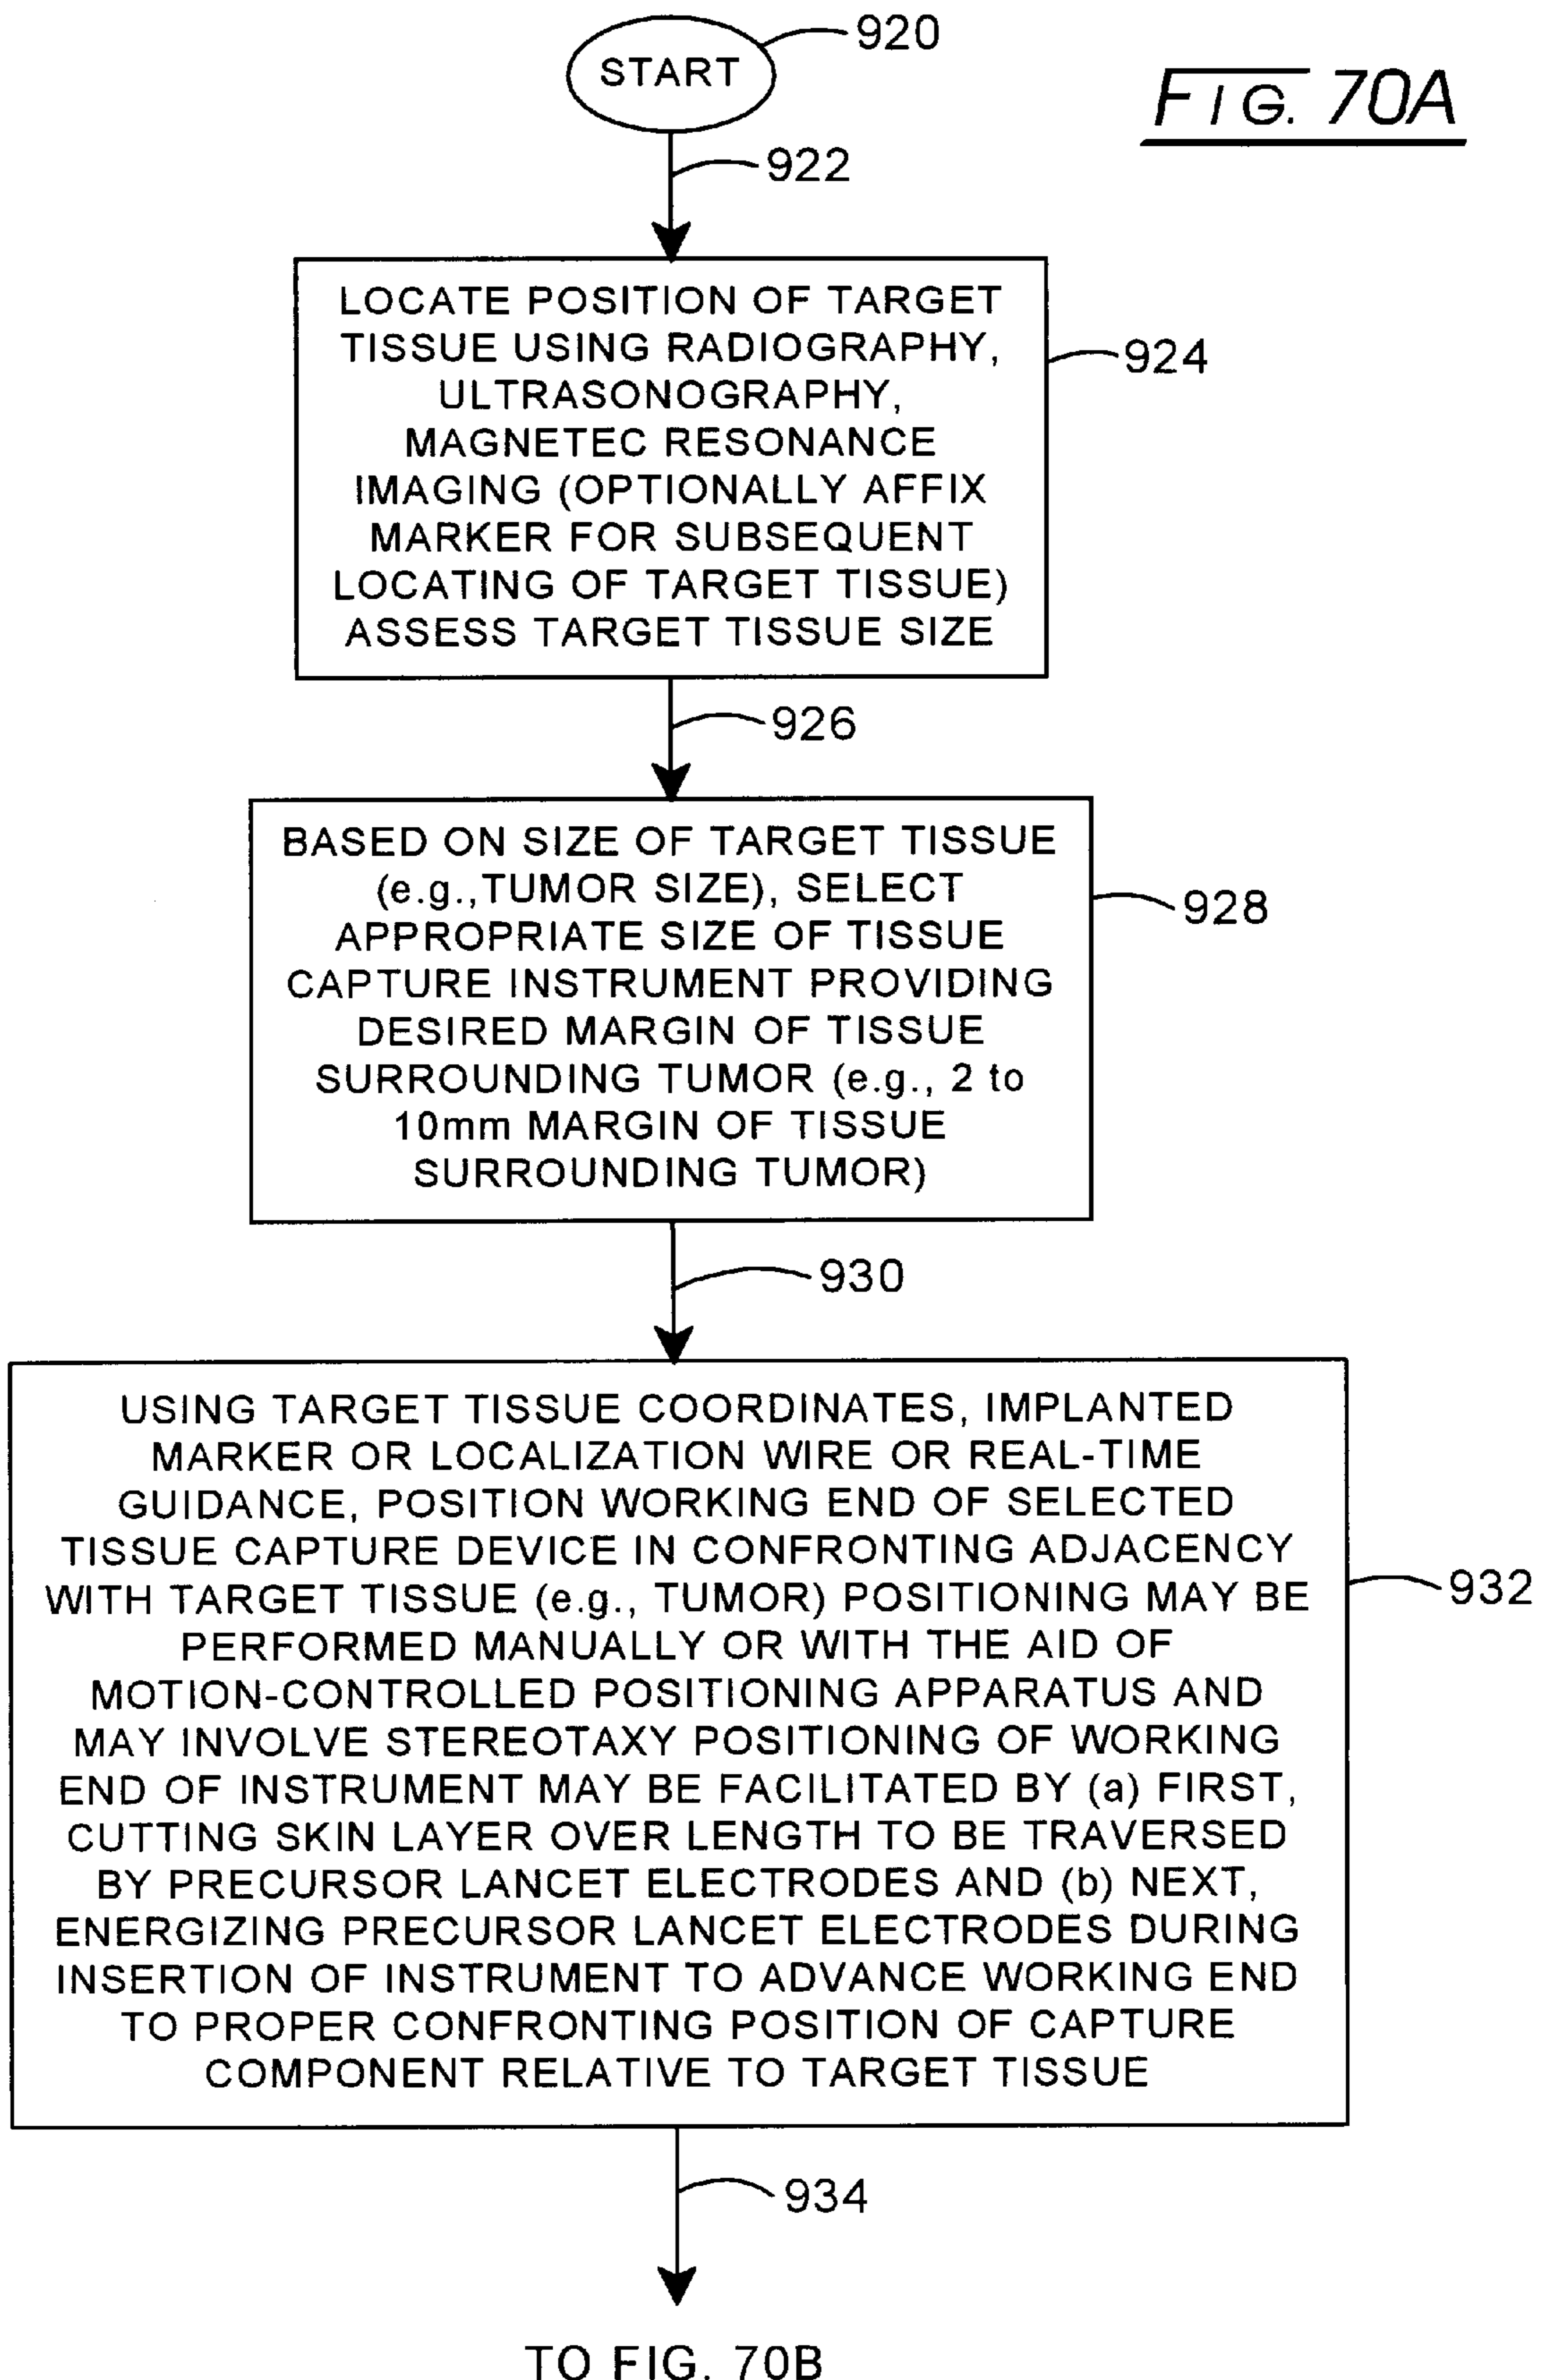 920
START
FIG. 70A
922
LOCATE POSITION OF TARGET
TISSUE USING RADIOGRAPHY,
ULTRASONOGRAPHY,
MAGNETEC RESONANCE
IMAGING (OPTIONALLY AFFIX
MARKER FOR SUBSEQUENT
LOCATING OF TARGET TISSUE)
ASSESS TARGET TISSUE SIZE
924
926
BASED ON SIZE OF TARGET TISSUE
(e.g.,TUMOR SIZE), SELECT
APPROPRIATE SIZE OF TISSUE
CAPTURE INSTRUMENT PROVIDING
DESIRED MARGIN OF TISSUE
SURROUNDING TUMOR (e.g., 2 to
10mm MARGIN OF TISSUE
SURROUNDING TUMOR)
928
930
USING TARGET TISSUE COORDINATES, IMPLANTED
MARKER OR LOCALIZATION WIRE OR REAL-TIME
GUIDANCE, POSITION WORKING END OF SELECTED
TISSUE CAPTURE DEVICE IN CONFRONTING ADJACENCY
WITH TARGET TISSUE (e.g., TUMOR) POSITIONING MAY BE
PERFORMED MANUALLY OR WITH THE AID OF
MOTION-CONTROLLED POSITIONING APPARATUS AND
MAY INVOLVE STEREOTAXY POSITIONING OF WORKING
END OF INSTRUMENT MAY BE FACILITATED BY (a) FIRST,
CUTTING SKIN LAYER OVER LENGTH TO BE TRAVERSED
BY PRECURSOR LANCET ELECTRODES AND (b) NEXT,
ENERGIZING PRECURSOR LANCET ELECTRODES DURING
INSERTION OF INSTRUMENT TO ADVANCE WORKING END
TO PROPER CONFRONTING POSITION OF CAPTURE
COMPONENT RELATIVE TO TARGET TISSUE
932
934
TO FIG. 70B